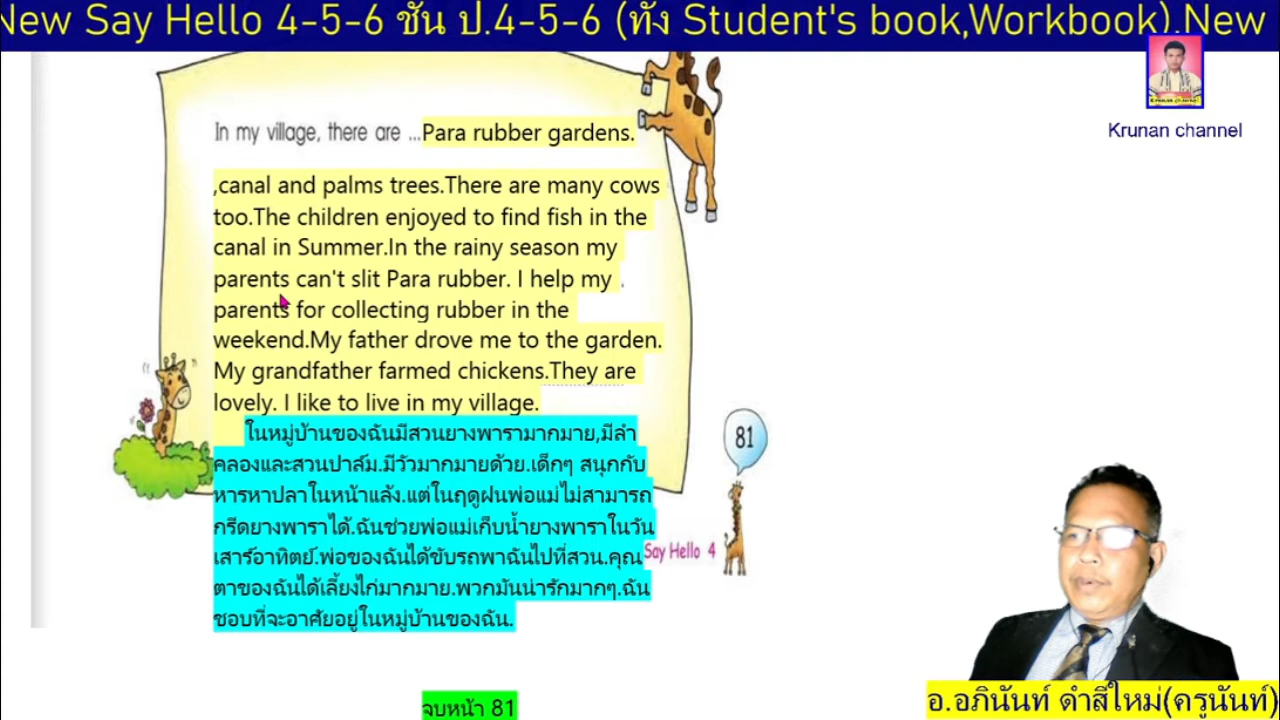 New Say Hello 4-5-6 ชั้น ป.4-5-6 (ทั้ง Student's book,Workbook).New
Krunan channel
In my village, there are ...Para rubber gardens.
,canal and palms trees.There are many cows
too.The children enjoyed to find fish in the
canal in Summer.In the rainy season my
parents can't slit Para rubber. I help my
parents for collecting rubber in the
weekend.My father drove me to the garden.
My grandfather farmed chickens.They are
lovely. I like to live in my village.
ในหมู่บ้านของฉันมีสวนยางพารามากมาย,มีลำ
คลองและสวนปาล์ม.มีวัวมากมายด้วย.เด็กๆ สนุกกับ
หารหาปลาในหน้าแล้ง.แต่ในฤดูฝนพ่อแม่ไม่สามารถ
กรีดยางพาราได้.ฉันช่วยพ่อแม่เก็บน้ำยางพาราในวัน
เสาร์อาทิตย์.พ่อของฉันได้ขับรถพาฉันไปที่สวน.คุณ
ตาของฉันได้เลี้ยงไก่มากมาย.พวกมันน่ารักมากๆ.ฉัน
ชอบที่จะอาศัยอยู่ในหมู่บ้านของฉัน.
81
Say Hello 4
จบหน้า 81
อ.อภินันท์ ดำสีใหม่(ครูนันท์)